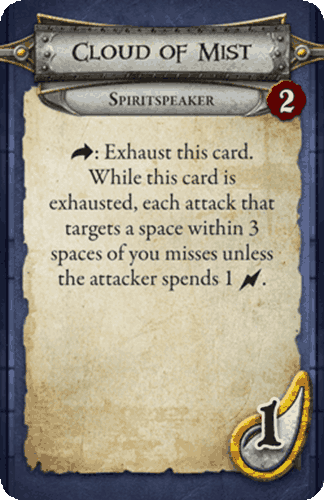 Cloud of Mist
Spiritspeaker
2
: Exhaust this card.
While this card is
exhausted, each attack that
targets a space within 3
spaces of you misses unless
the attacker spends 1 .
1